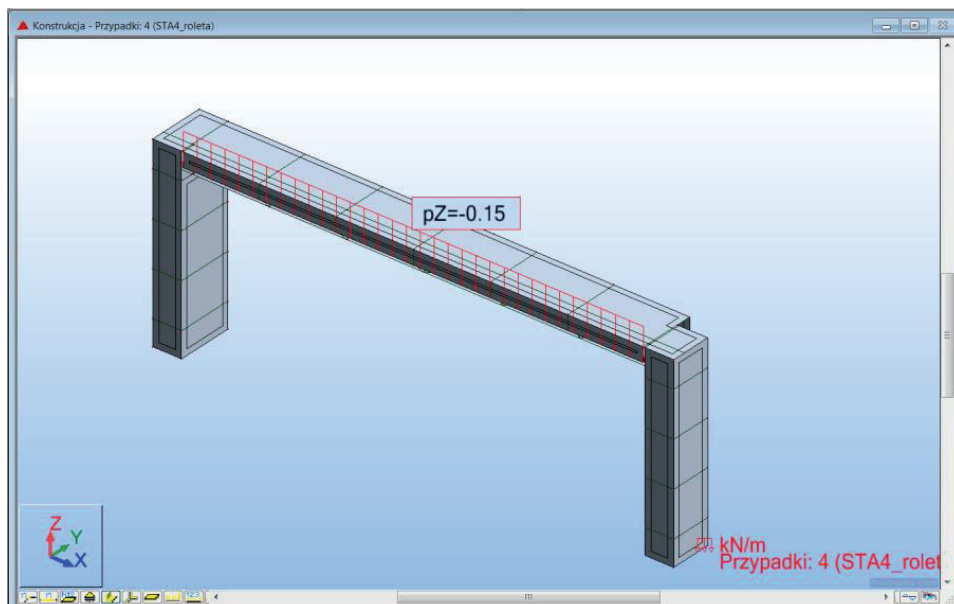 Konstrukcja - Przypadki: 4 (STA4_roleta)
pZ=-0.15
Z
Y
X
kN/m
Przypadki: 4 (STA4_rolet